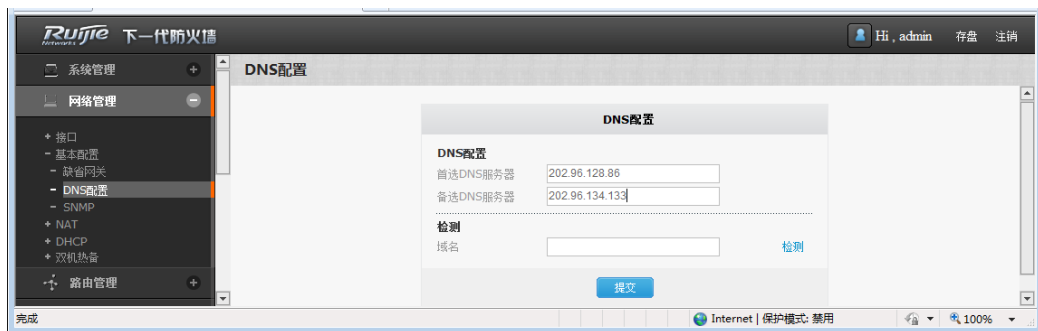 Ruijie Networks 下一代防火墙
Hi , admin 存盘 注销
系统管理
网络管理
+ 接口
- 基本配置
- 缺省网关
- DNS配置
- SNMP
+ NAT
+ DHCP
+ 双机热备
路由管理
DNS配置
DNS配置
DNS配置
首选DNS服务器 202.96.128.86
备选DNS服务器 202.96.134.133
检测
域名 检测
提交
完成 Internet | 保护模式: 禁用 100%